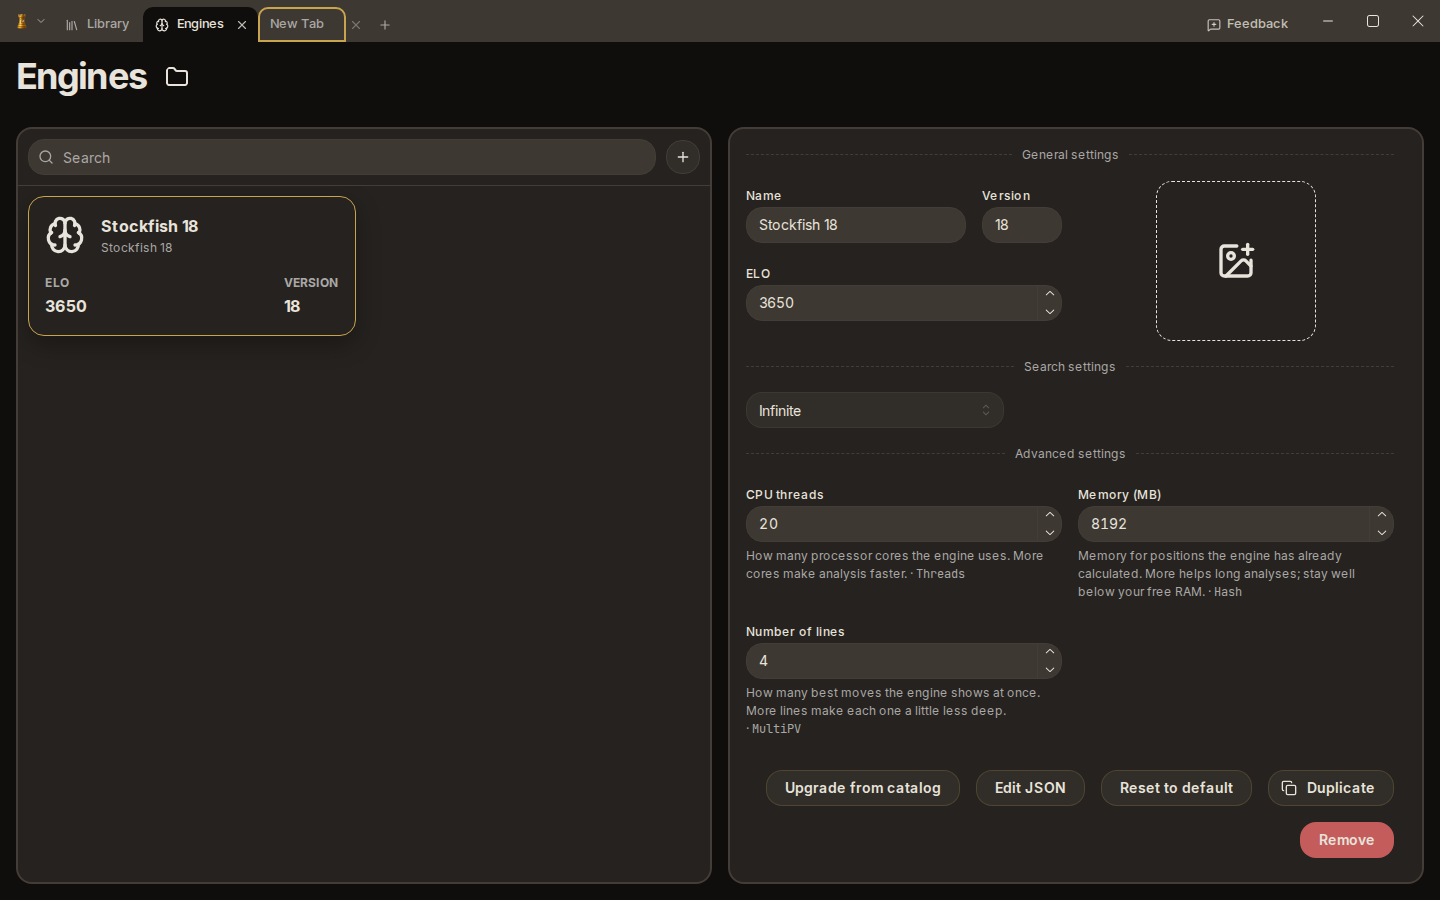 Library
Engines
New Tab
Feedback
Engines
Search
Stockfish 18
Stockfish 18
ELO
VERSION
3650
18
General settings
Name
Version
Stockfish 18
18
ELO
3650
Search settings
Infinite
Advanced settings
CPU threads
Memory (MB)
20
8192
How many processor cores the engine uses. More
cores make analysis faster. · Threads
Memory for positions the engine has already
calculated. More helps long analyses; stay well
below your free RAM. · Hash
Number of lines
4
How many best moves the engine shows at once.
More lines make each one a little less deep.
· MultiPV
Upgrade from catalog
Edit JSON
Reset to default
Duplicate
Remove